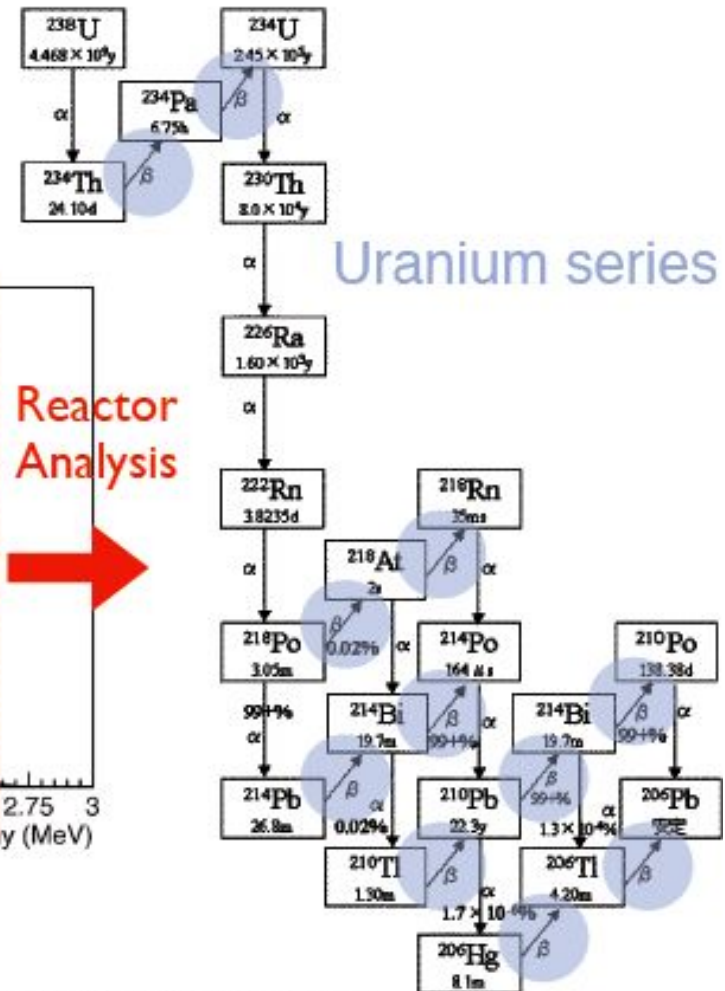 238U
4.468 × 10⁹y
234U
2.45 × 10⁵y
234Pa
6.75h
α
β
α
β
234Th
24.10d
230Th
8.0 × 10⁴y
α
Uranium series
226Ra
1.60 × 10³y
Reactor
Analysis
α
222Rn
3.8235d
218Rn
35ms
218At
2s
α
β
α
218Po
3.05m
β
0.02%
α
214Po
164 μs
210Po
138.38d
99+%
α
214Bi
19.7m
β
99+%
α
214Bi
19.7m
β
99+%
α
214Pb
26.8m
β
α
0.02%
210Pb
22.3y
β
99+%
α
1.3 × 10⁻⁴%
206Pb
安定
2.75 3
(MeV)
210Tl
1.30m
β
α
1.7 × 10⁻⁶%
206Tl
4.20m
β
206Hg
8.1m
β